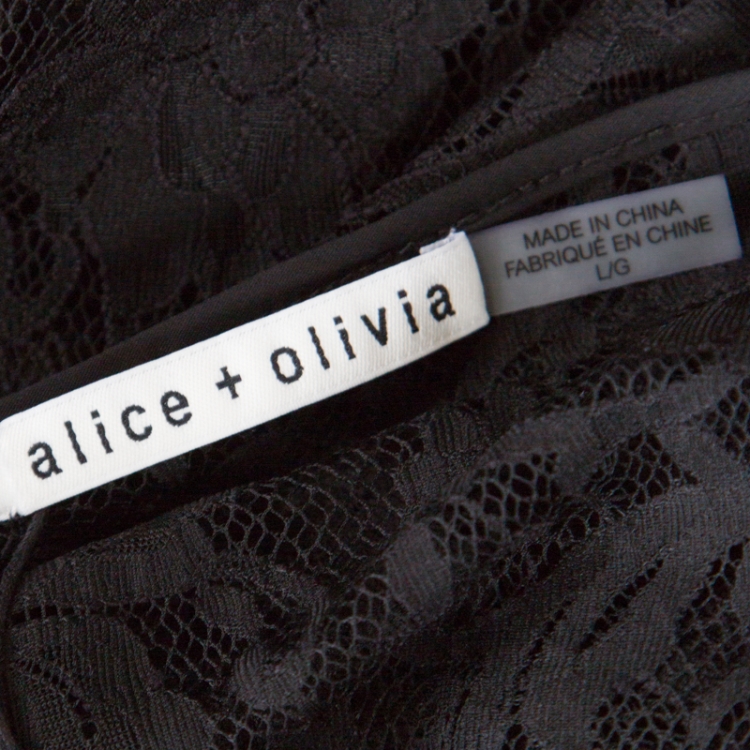 alice + olivia
MADE IN CHINA
FABRIQUÉ EN CHINE
L/G